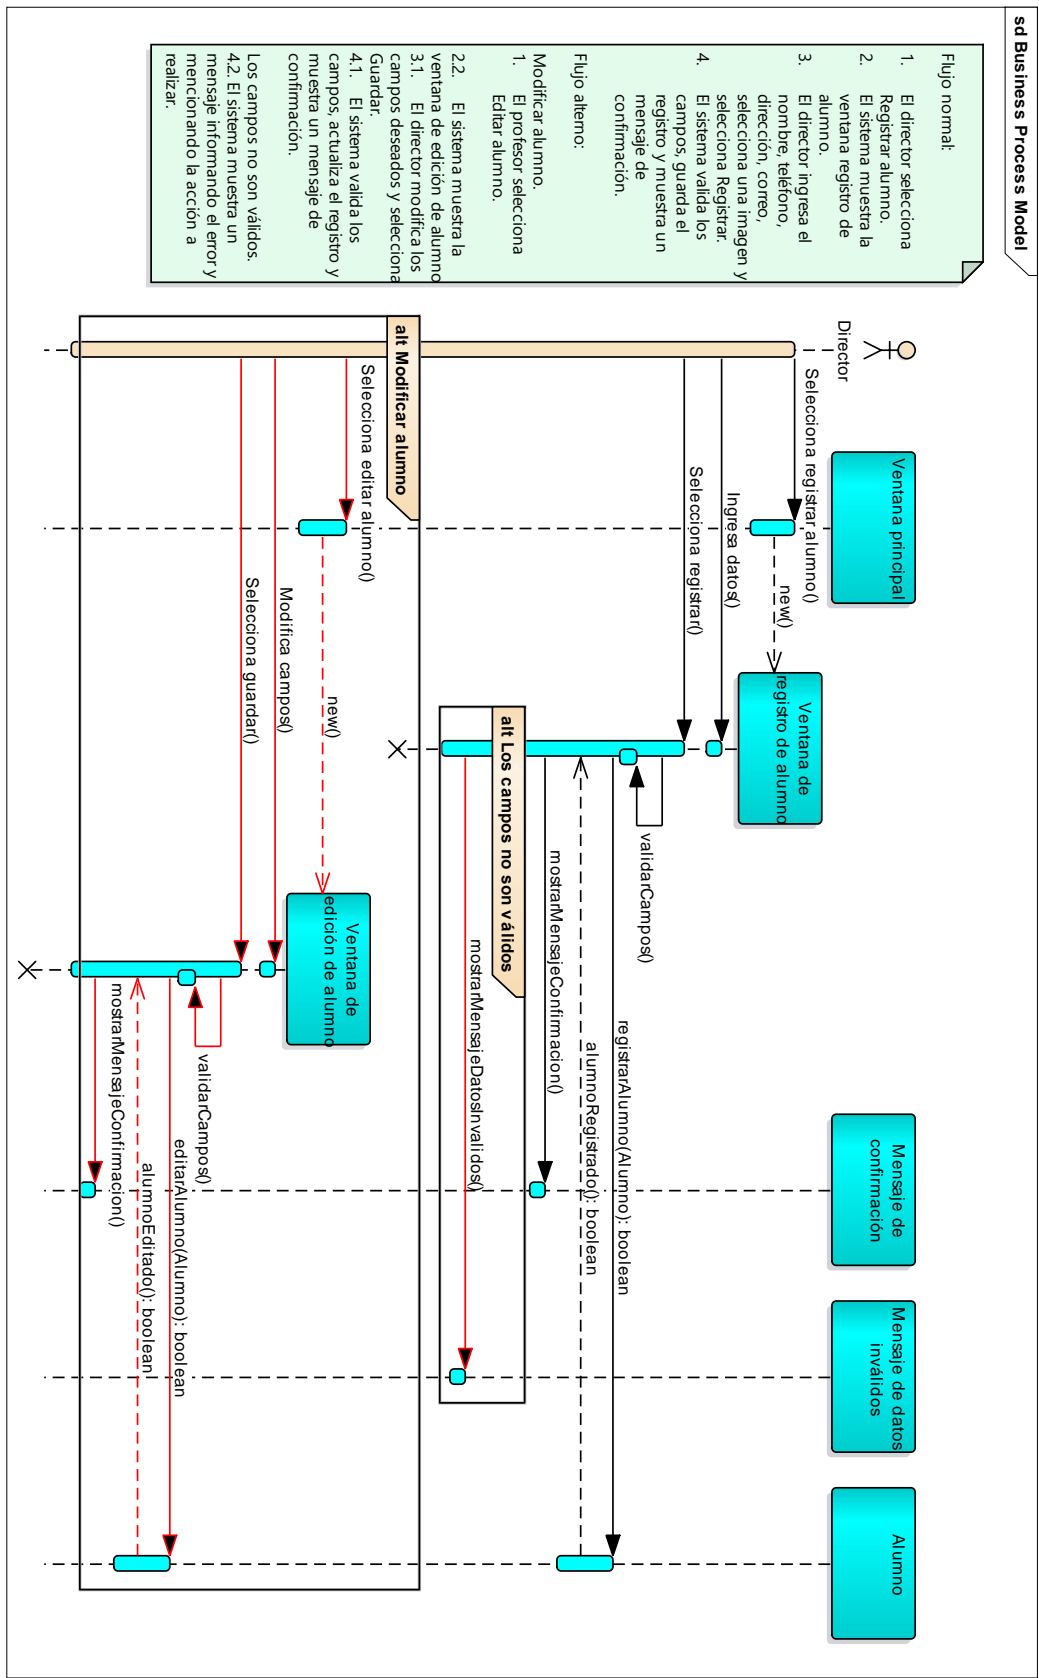 sd Business Process Model
Flujo normal:
1. El director selecciona
Registrar alumno.
2. El sistema muestra la
ventana registro de
alumno.
3. El director ingresa el
nombre, teléfono,
dirección, correo,
selecciona una imagen y
selecciona Registrar.
4. El sistema valida los
campos, guarda el
registro y muestra un
mensaje de
confirmación.
Flujo alterno:
Modificar alumno.
1. El profesor selecciona
Editar alumno.
2.2. El sistema muestra la
ventana de edición de alumno
3.1. El director modifica los
campos deseados y selecciona
Guardar.
4.1. El sistema valida los
campos, actualiza el registro y
muestra un mensaje de
confirmación.
Los campos no son válidos.
4.2. El sistema muestra un
mensaje informando el error y
mencionando la acción a
realizar.
Director
Ventana principal
Ventana de
registro de alumno
Mensaje de
confirmación
Mensaje de datos
inválidos
Alumno
Selecciona registrar alumno()
new()
Ingresa datos()
Selecciona registrar()
validarCampos()
registrarAlumno(Alumno): boolean
alumnoRegistrado(): boolean
mostrarMensajeConfirmacion()
alt Los campos no son válidos
mostrarMensajeDatosInvalidos()
alt Modificar alumno
Selecciona editar alumno()
new()
Ventana de
edición de alumno
Modifica campos()
Selecciona guardar()
validarCampos()
editarAlumno(Alumno): boolean
alumnoEditado(): boolean
mostrarMensajeConfirmacion()